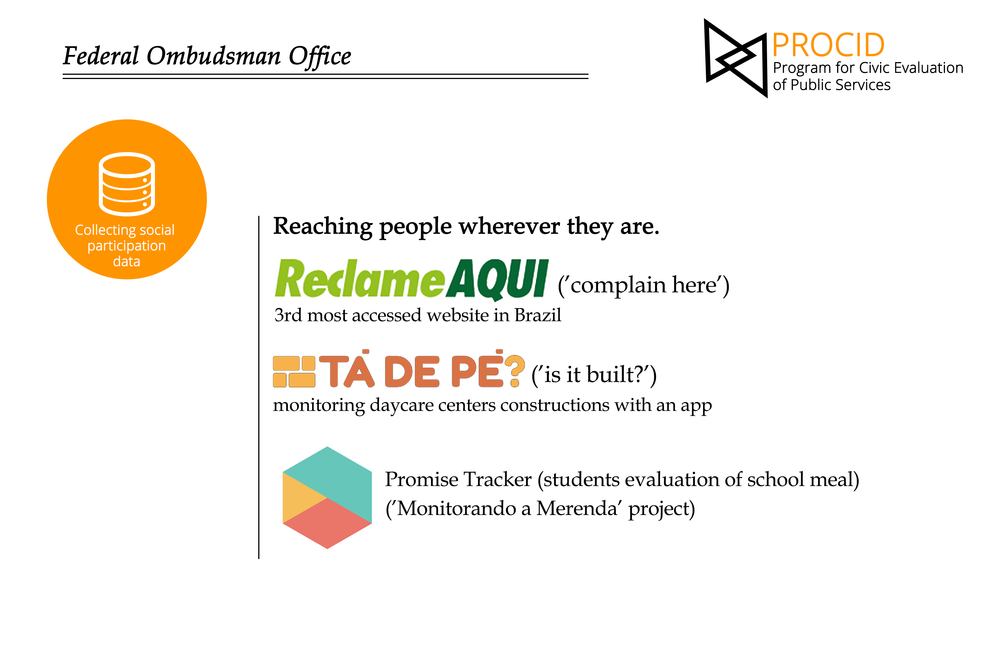 Federal Ombudsman Office
PROCID
Program for Civic Evaluation
of Public Services
Collecting social
participation
data
Reaching people wherever they are.
ReclameAQUI (’complain here’)
3rd most accessed website in Brazil
TÁ DE PÉ? (’is it built?’)
monitoring daycare centers constructions with an app
Promise Tracker (students evaluation of school meal)
(’Monitorando a Merenda’ project)